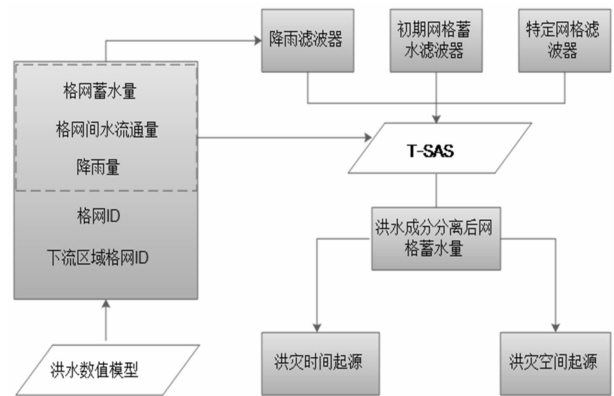 降雨滤波器
初期网格蓄
水滤波器
特定网格滤
波器
格网蓄水量
格网间水流通量
降雨量
格网ID
下流区域格网ID
T-SAS
洪水成分分离后网
格蓄水量
洪水数值模型
洪灾时间起源
洪灾空间起源